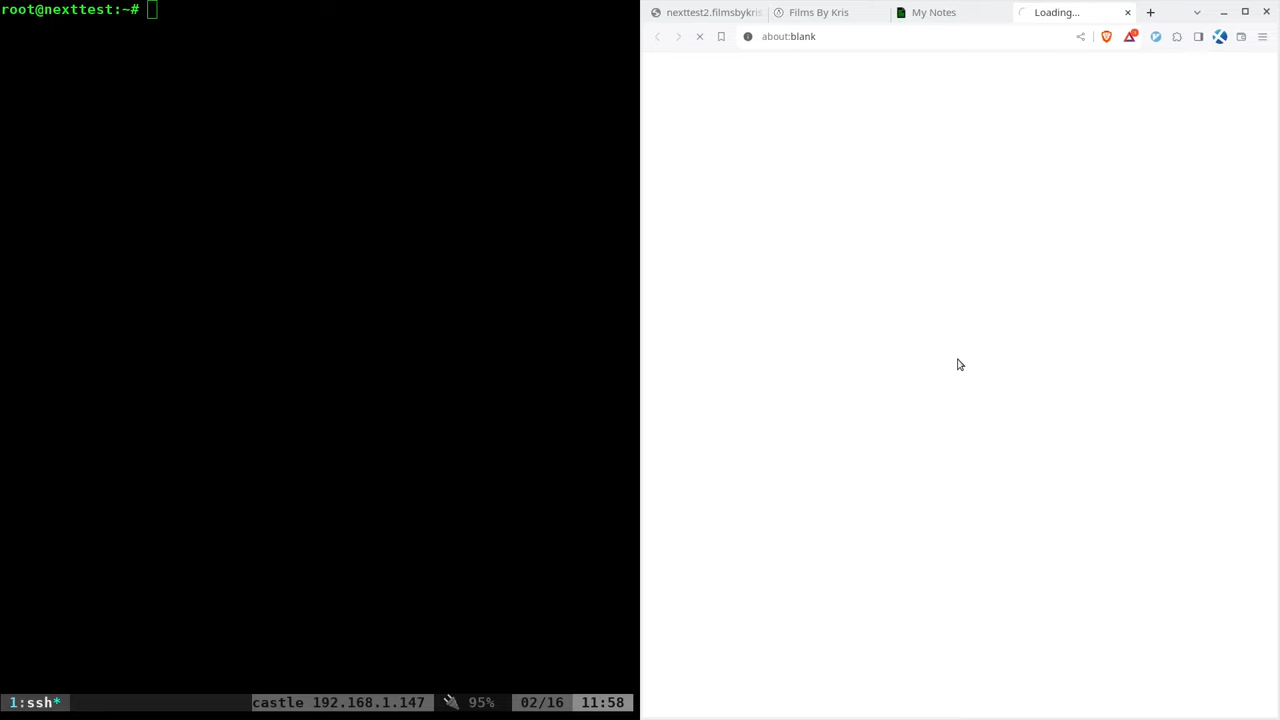 root@nexttest:~#
nexttest2.filmsbykris
Films By Kris
My Notes
Loading...
about:blank
1:ssh*
castle 192.168.1.147
95%
02/16
11:58